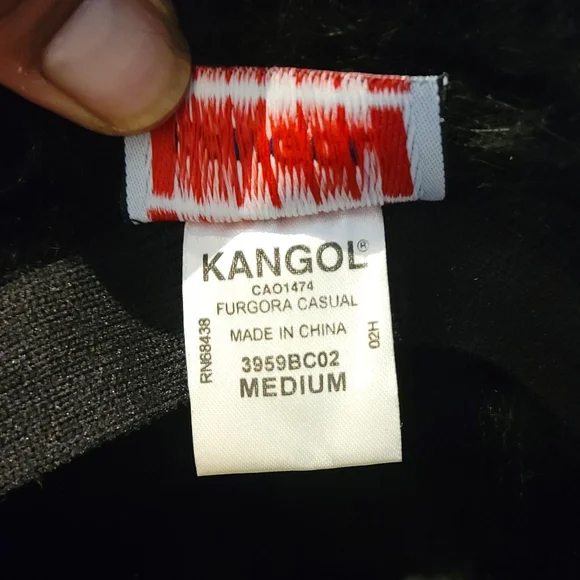 KANGOL®
CAO1474
FURGORA CASUAL
MADE IN CHINA
3959BC02
MEDIUM
RN68438
02H